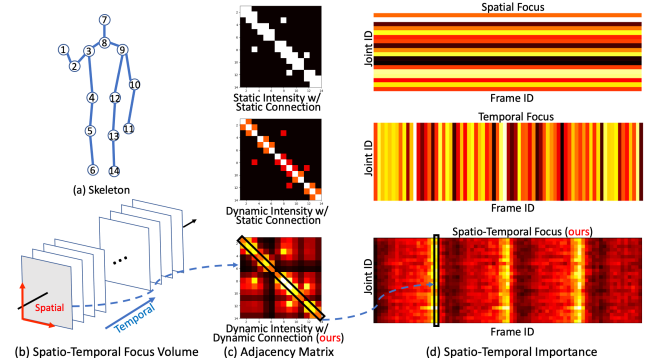 7
1
2
3
8
9
4
12
10
5
13
11
6
14
(a) Skeleton
Spatial
Temporal
(b) Spatio-Temporal Focus Volume
Static Intensity w/
Static Connection
Dynamic Intensity w/
Static Connection
Dynamic Intensity w/
Dynamic Connection (ours)
(c) Adjacency Matrix
Spatial Focus
Joint ID
Frame ID
Temporal Focus
Joint ID
Frame ID
Spatio-Temporal Focus (ours)
Joint ID
Frame ID
(d) Spatio-Temporal Importance